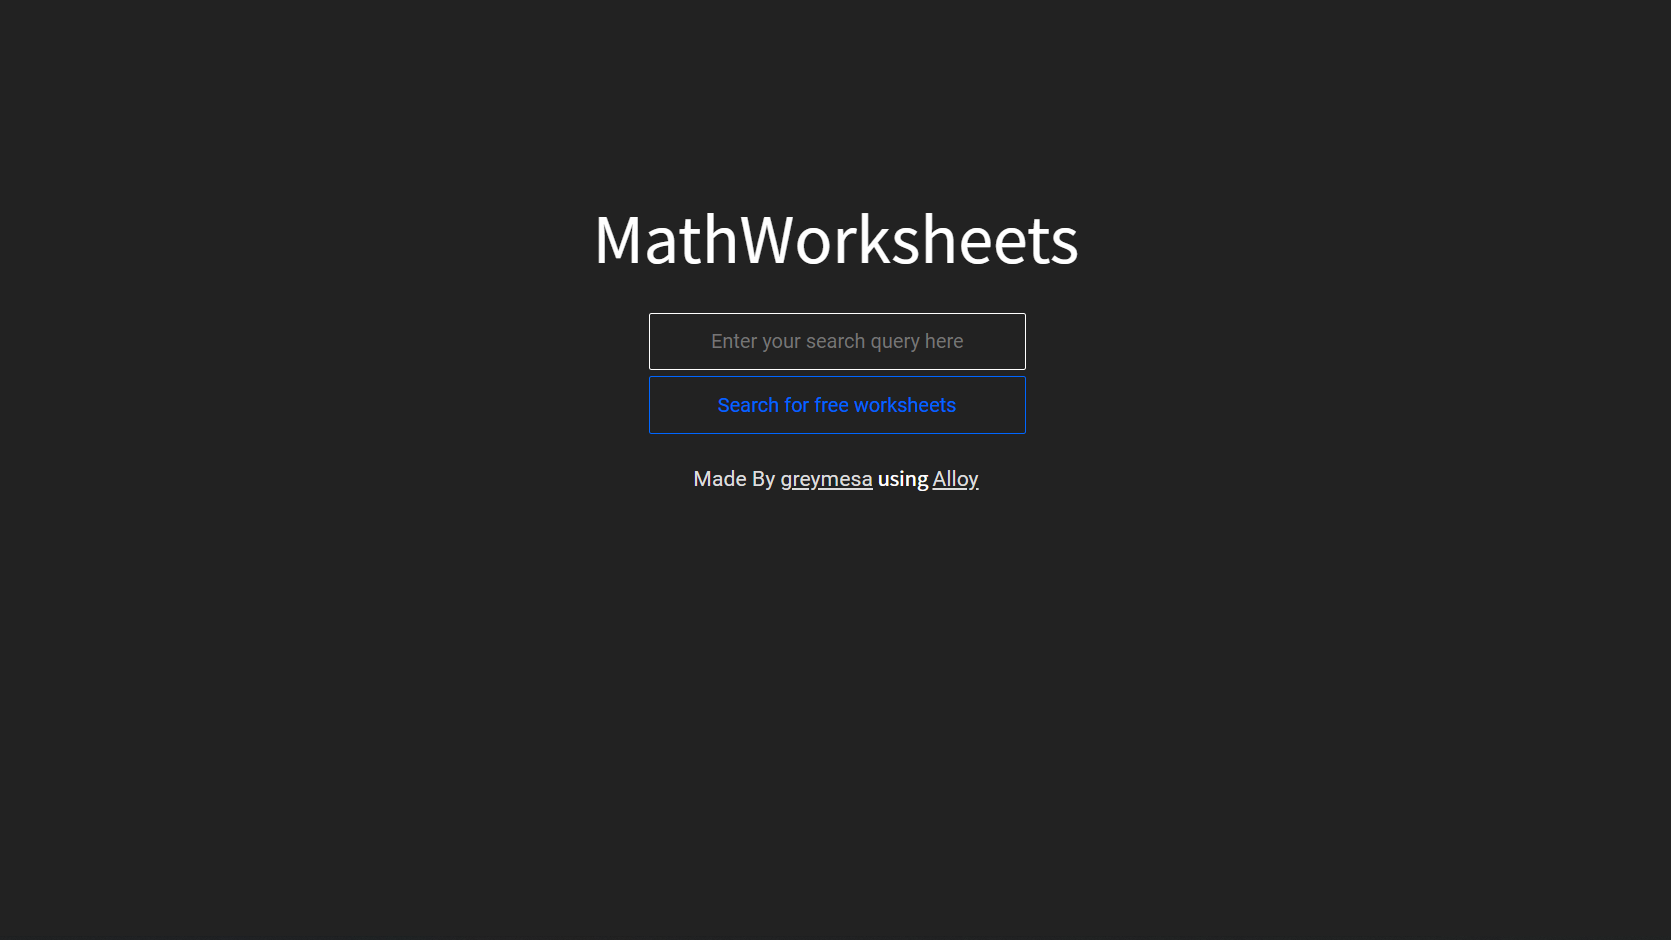 MathWorksheets
Enter your search query here
Search for free worksheets
Made By greymesa using Alloy